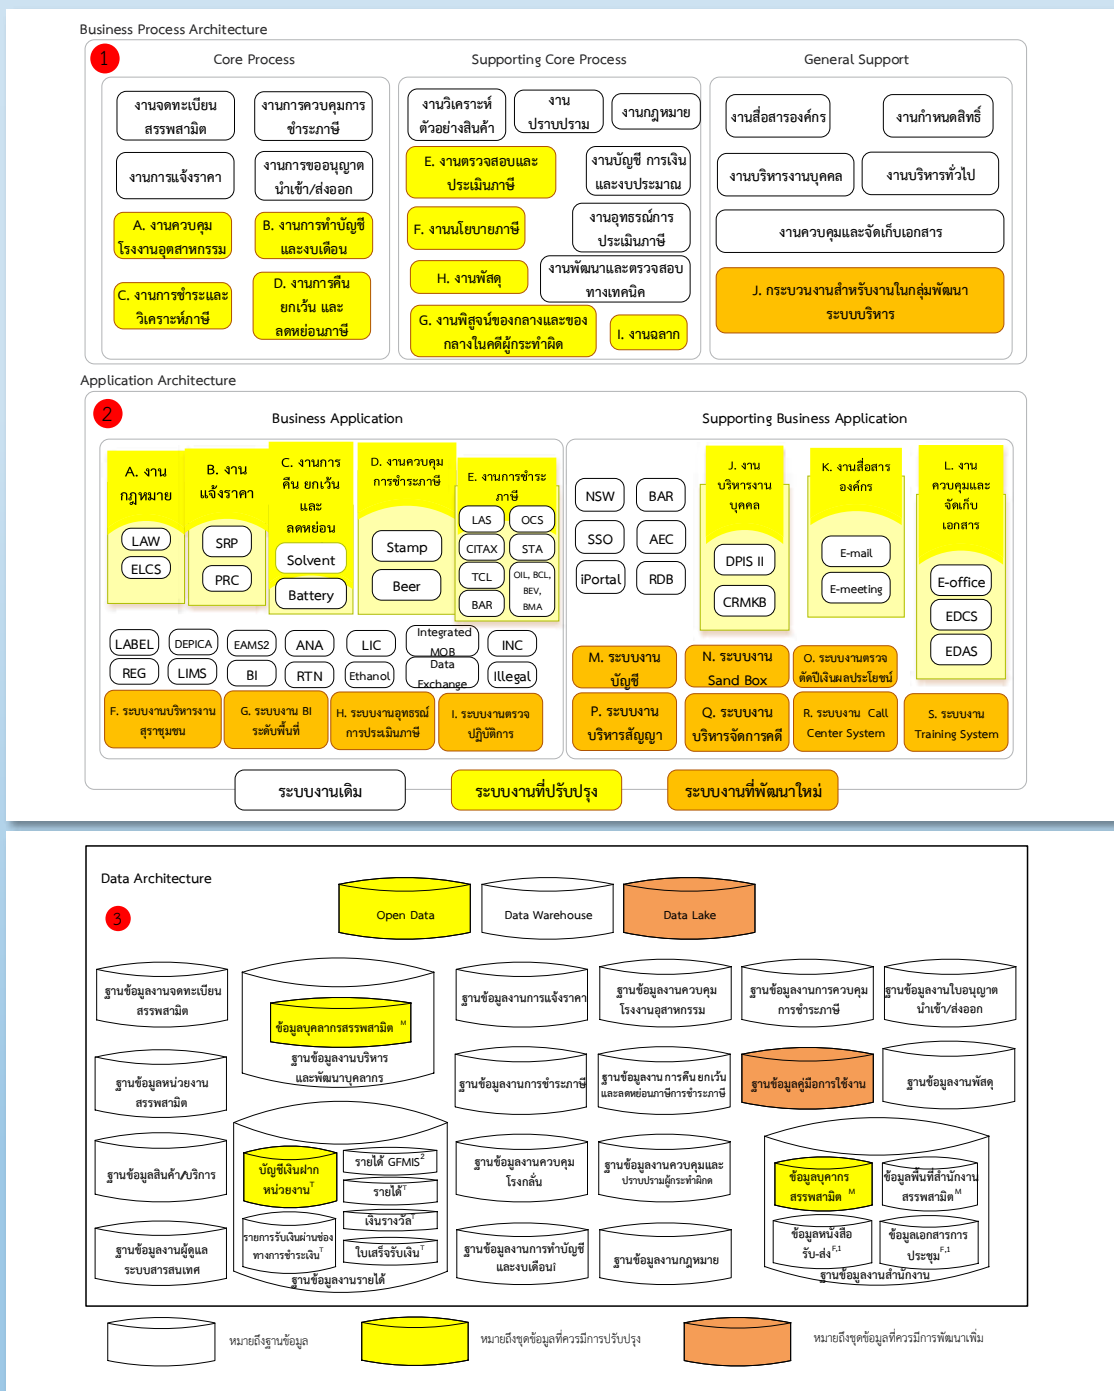 Business Process Architecture
1
Core Process
Supporting Core Process
General Support
งานจดทะเบียน
สรรพสามิต
งานการควบคุมการ
ชำระภาษี
งานการแจ้งราคา
งานการขออนุญาต
นำเข้า/ส่งออก
A. งานควบคุม
โรงงานอุตสาหกรรม
B. งานการทำบัญชี
และงบเดือน
C. งานการชำระและ
วิเคราะห์ภาษี
D. งานการคืน
ยกเว้น และ
ลดหย่อนภาษี
งานวิเคราะห์
ตัวอย่างสินค้า
งาน
ปราบปราม
งานกฎหมาย
E. งานตรวจสอบและ
ประเมินภาษี
งานบัญชี การเงิน
และงบประมาณ
F. งานนโยบายภาษี
งานอุทธรณ์การ
ประเมินภาษี
H. งานพัสดุ
งานพัฒนาและตรวจสอบ
ทางเทคนิค
G. งานพิสูจน์ของกลางและของ
กลางในคดีผู้กระทำผิด
I. งานฉลาก
งานสื่อสารองค์กร
งานกำหนดสิทธิ์
งานบริหารงานบุคคล
งานบริหารทั่วไป
งานควบคุมและจัดเก็บเอกสาร
J. กระบวนงานสำหรับงานในกลุ่มพัฒนา
ระบบบริหาร
Application Architecture
2
Business Application
Supporting Business Application
A. งาน
กฎหมาย
LAW
ELCS
B. งาน
แจ้งราคา
SRP
PRC
C. งานการ
คืน ยกเว้น
และ
ลดหย่อน
Solvent
Battery
D. งานควบคุม
การชำระภาษี
Stamp
Beer
E. งานการชำระ
ภาษี
LAS
OCS
CITAX
STA
TCL
OIL, BCL,
BEV,
BMA
BAR
NSW
BAR
SSO
AEC
iPortal
RDB
J. งาน
บริหารงาน
บุคคล
DPIS II
CRMKB
K. งานสื่อสาร
องค์กร
E-mail
E-meeting
L. งาน
ควบคุมและ
จัดเก็บ
เอกสาร
E-office
EDCS
EDAS
LABEL
DEPICA
EAMS2
ANA
LIC
Integrated
MOB
INC
REG
LIMS
BI
RTN
Ethanol
Data
Exchange
Illegal
F. ระบบงานบริหารงาน
สุราชุมชน
G. ระบบงาน BI
ระดับพื้นที่
H. ระบบงานอุทธรณ์
การประเมินภาษี
I. ระบบงานตรวจ
ปฏิบัติการ
M. ระบบงาน
บัญชี
N. ระบบงาน
Sand Box
O. ระบบงานตรวจ
ตัดปีเงินผลประโยชน์
P. ระบบงาน
บริหารสัญญา
Q. ระบบงาน
บริหารจัดการคดี
R. ระบบงาน Call
Center System
S. ระบบงาน
Training System
ระบบงานเดิม
ระบบงานที่ปรับปรุง
ระบบงานที่พัฒนาใหม่
Data Architecture
3
Open Data
Data Warehouse
Data Lake
ฐานข้อมูลงานจดทะเบียน
สรรพสามิต
ข้อมูลบุคลากรสรรพสามิต M
ฐานข้อมูลงานบริหาร
และพัฒนาบุคลากร
ฐานข้อมูลงานการแจ้งราคา
ฐานข้อมูลงานควบคุม
โรงงานอุสาหกรรม
ฐานข้อมูลงานการควบคุม
การชำระภาษี
ฐานข้อมูลงานใบอนุญาต
นำเข้า/ส่งออก
ฐานข้อมูลหน่วยงาน
สรรพสามิต
ฐานข้อมูลงานการชำระภาษี
ฐานข้อมูลงาน การคืน ยกเว้น
และลดหย่อนภาษีการชำระภาษี
ฐานข้อมูลคู่มือการใช้งาน
ฐานข้อมูลงานพัสดุ
ฐานข้อมูลสินค้า/บริการ
บัญชีเงินฝาก
หน่วยงานT
รายได้ GFMIS2
รายได้T
เงินรางวัลT
รายการรับเงินผ่านช่อง
ทางการชำระเงินT
ใบเสร็จรับเงินT
ฐานข้อมูลงานรายได้
ฐานข้อมูลงานควบคุม
โรงกลั่น
ฐานข้อมูลงานควบคุมและ
ปราบปรามผู้กระทำผิกด
ข้อมูลบุคากร
สรรพสามิต M
ข้อมูลพื้นที่สำนักงาน
สรรพสามิตM
ข้อมูลหนังสือ
รับ-ส่งF,1
ข้อมูลเอกสารการ
ประชุมF,1
ฐานข้อมูลงานสำนักงาน
ฐานข้อมูลงานผู้ดูแล
ระบบสารสนเทศ
ฐานข้อมูลงานการทำบัญชี
และงบเดือนใ
ฐานข้อมูลงานกฎหมาย
หมายถึงฐานข้อมูล
หมายถึงชุดข้อมูลที่ควรมีการปรับปรุง
หมายถึงชุดข้อมูลที่ควรมีการพัฒนาเพิ่ม